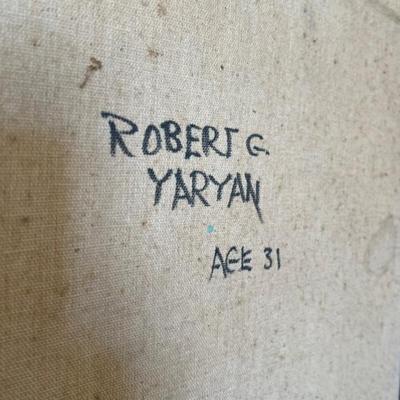 ROBERT G.
YARYAN
AGE 31